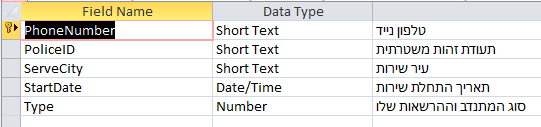 Field Name Data Type
PhoneNumber Short Text טלפון נייד
PoliceID Short Text תעודת זהות משטרתית
ServeCity Short Text עיר שירות
StartDate Date/Time תאריך התחלת שירות
Type Number סוג המתנדב וההרשאות שלו